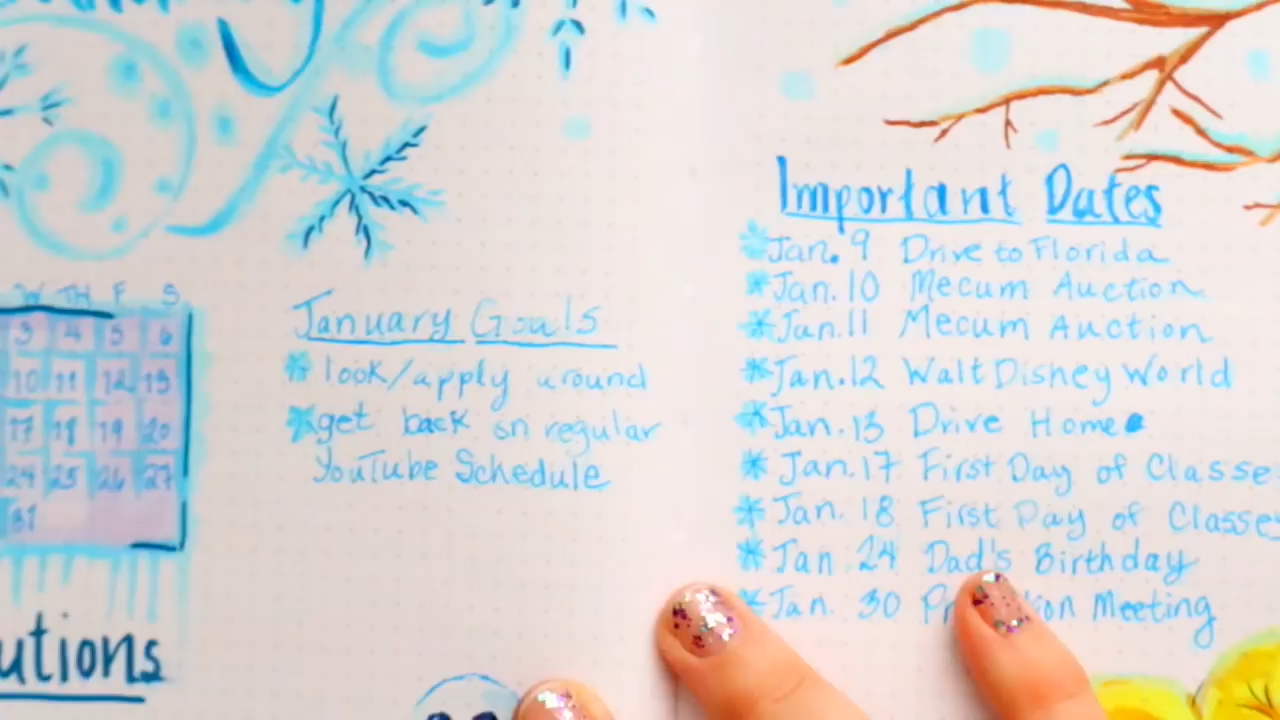 W TH F S
3 4 5 6
10 11 12 13
17 18 19 20
24 25 26 27
31
utions
January Goals
look/apply around
get back on regular
YouTube Schedule
Important Dates
Jan. 9 Drive to Florida
Jan. 10 Mecum Auction
Jan. 11 Mecum Auction
Jan. 12 Walt Disney World
Jan. 13 Drive Home
Jan. 17 First Day of Classe
Jan. 18 First Day of Classes
Jan 24 Dad's Birthday
Jan. 30 Meeting